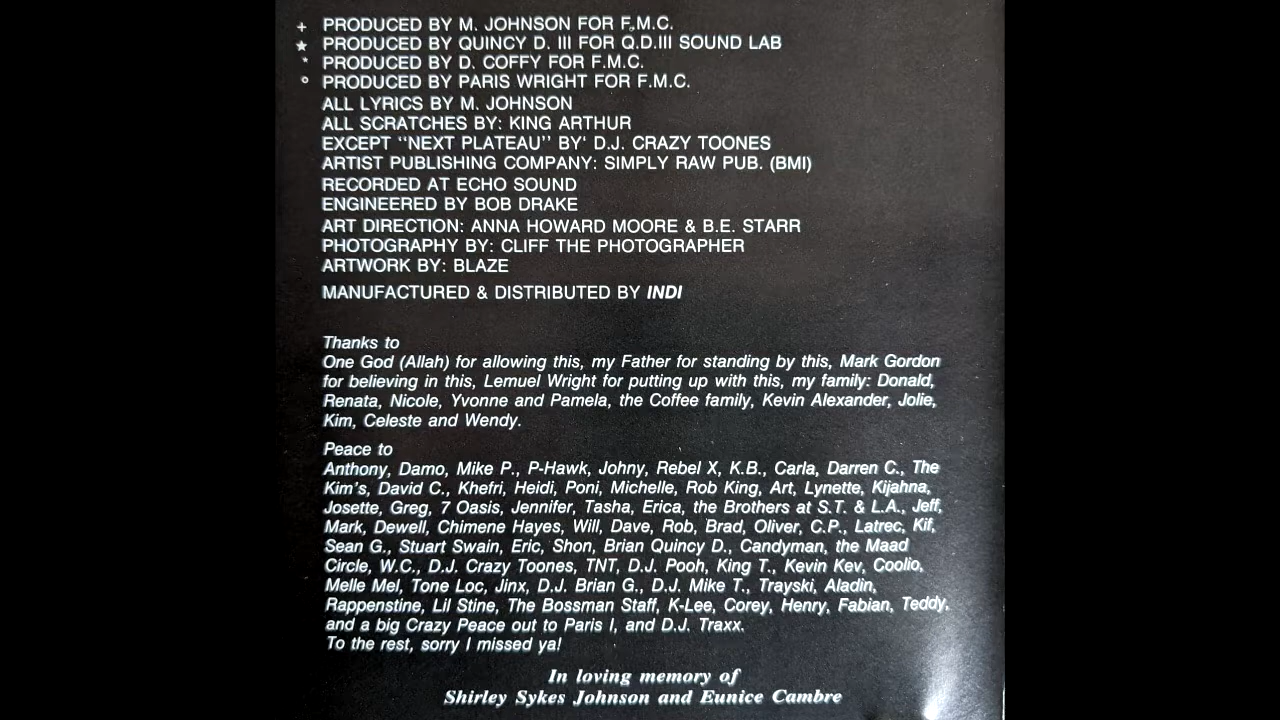 + PRODUCED BY M. JOHNSON FOR F.M.C.
★ PRODUCED BY QUINCY D. III FOR Q.D.III SOUND LAB
* PRODUCED BY D. COFFY FOR F.M.C.
° PRODUCED BY PARIS WRIGHT FOR F.M.C.
ALL LYRICS BY M. JOHNSON
ALL SCRATCHES BY: KING ARTHUR
EXCEPT "NEXT PLATEAU" BY' D.J. CRAZY TOONES
ARTIST PUBLISHING COMPANY: SIMPLY RAW PUB. (BMI)
RECORDED AT ECHO SOUND
ENGINEERED BY BOB DRAKE
ART DIRECTION: ANNA HOWARD MOORE & B.E. STARR
PHOTOGRAPHY BY: CLIFF THE PHOTOGRAPHER
ARTWORK BY: BLAZE
MANUFACTURED & DISTRIBUTED BY INDI
Thanks to
One God (Allah) for allowing this, my Father for standing by this, Mark Gordon
for believing in this, Lemuel Wright for putting up with this, my family: Donald,
Renata, Nicole, Yvonne and Pamela, the Coffee family, Kevin Alexander, Jolie,
Kim, Celeste and Wendy.
Peace to
Anthony, Damo, Mike P., P-Hawk, Johny, Rebel X, K.B., Carla, Darren C., The
Kim's, David C., Khefri, Heidi, Poni, Michelle, Rob King, Art, Lynette, Kijahna,
Josette, Greg, 7 Oasis, Jennifer, Tasha, Erica, the Brothers at S.T. & L.A., Jeff,
Mark, Dewell, Chimene Hayes, Will, Dave, Rob, Brad, Oliver, C.P., Latrec, Kif,
Sean G., Stuart Swain, Eric, Shon, Brian Quincy D., Candyman, the Maad
Circle, W.C., D.J. Crazy Toones, TNT, D.J. Pooh, King T., Kevin Kev, Coolio,
Melle Mel, Tone Loc, Jinx, D.J. Brian G., D.J. Mike T., Trayski, Aladin,
Rappenstine, Lil Stine, The Bossman Staff, K-Lee, Corey, Henry, Fabian, Teddy,
and a big Crazy Peace out to Paris I, and D.J. Traxx.
To the rest, sorry I missed ya!
In loving memory of
Shirley Sykes Johnson and Eunice Cambre